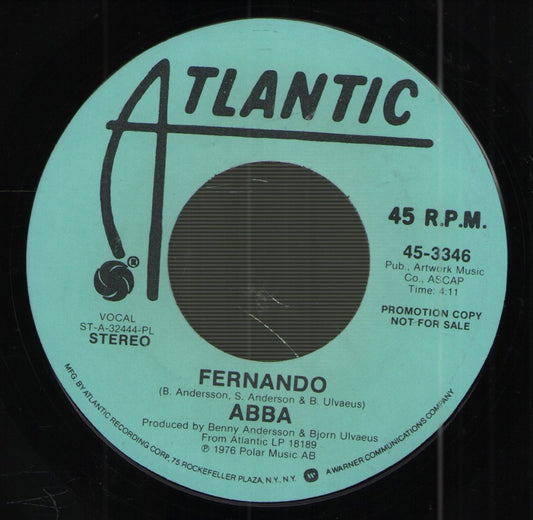 ATLANTIC
®
45 R.P.M.
45-3346
Pub., Artwork Music
Co., ASCAP
Time: 4:11
PROMOTION COPY
NOT FOR SALE
VOCAL
ST-A-32444-PL
STEREO
FERNANDO
(B. Andersson, S. Anderson & B. Ulvaeus)
ABBA
Produced by Benny Andersson & Bjorn Ulvaeus
From Atlantic LP 18189
℗ 1976 Polar Music AB
MFG. BY ATLANTIC RECORDING CORP. 75 ROCKEFELLER PLAZA, N.Y. N.Y. W A WARNER COMMUNICATIONS COMPANY